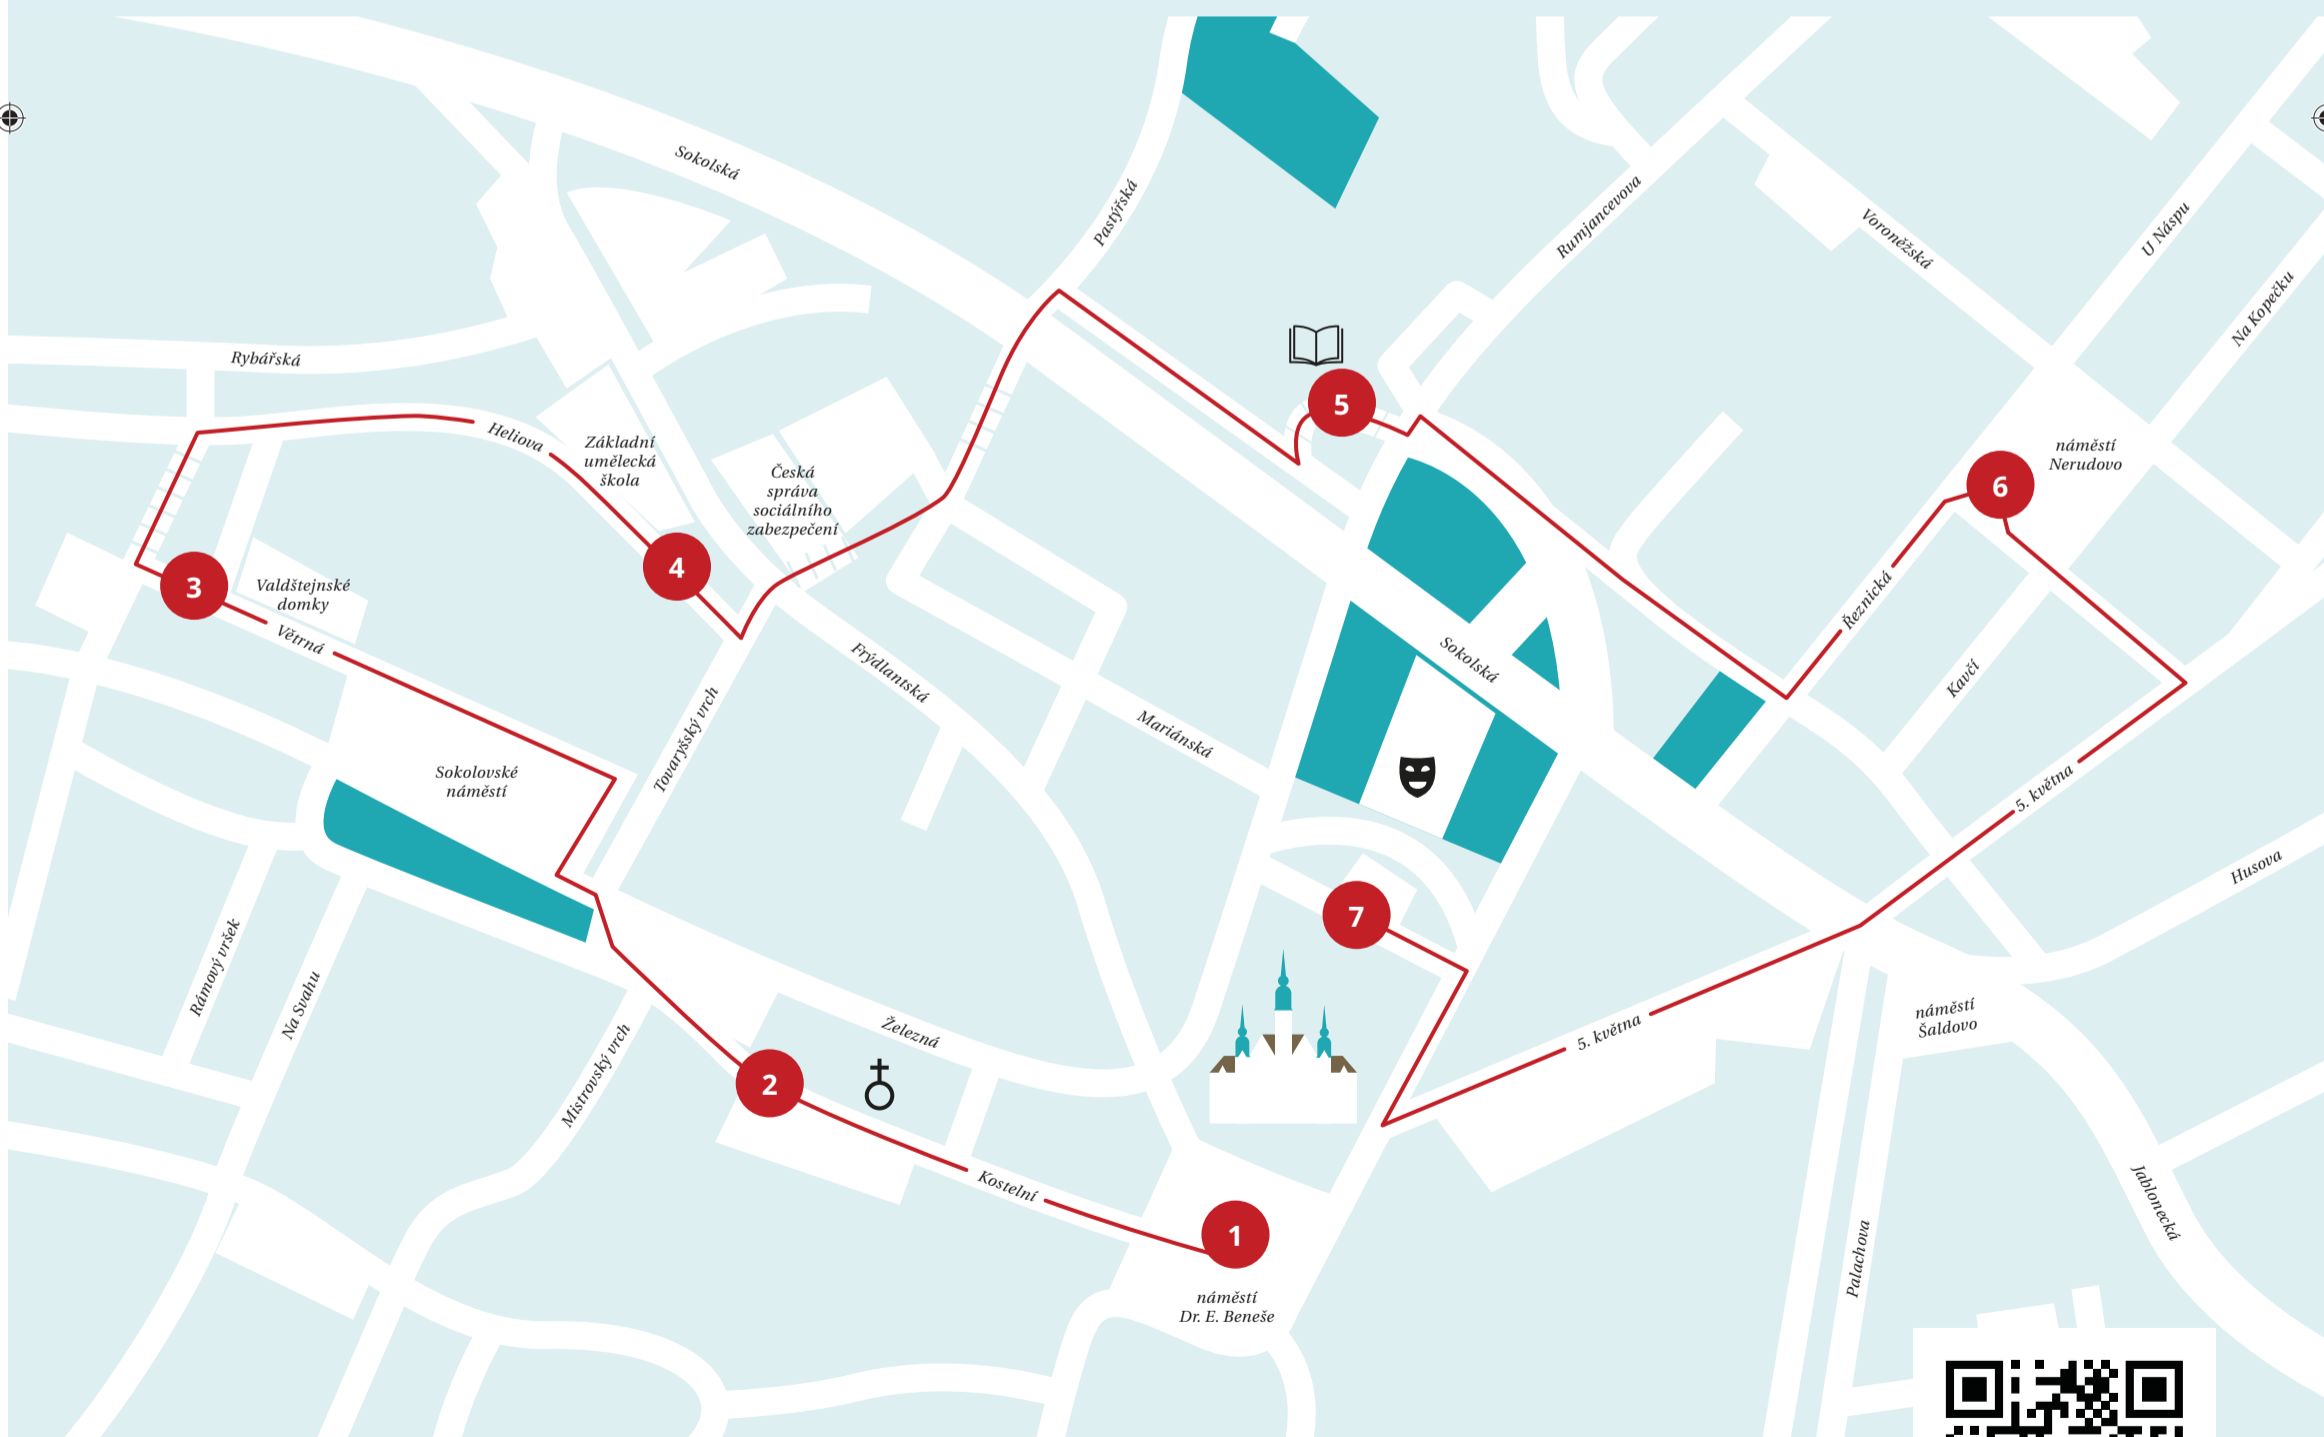 Sokolská
Pastýřská
Rumjancevova
Voroněžská
U Náspu
Na Kopečku
Rybářská
Heliova
Základní
umělecká
škola
Česká
správa
sociálního
zabezpečení
5
náměstí
Nerudovo
6
4
3
Valdštejnské
domky
Větrná
Řeznická
Kavčí
Frýdlantská
Sokolská
Mariánská
Tovaryšský vrch
Sokolovské
náměstí
5. května
Husova
7
Rámový vršek
Na Svahu
Mistrovský vrch
Železná
5. května
náměstí
Šaldovo
2
Kostelní
1
Jablonecká
Palachova
náměstí
Dr. E. Beneše